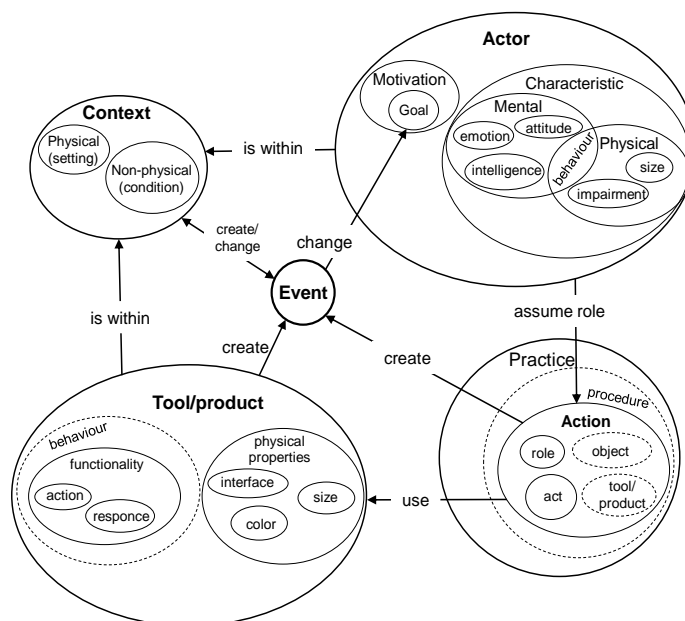 Actor
Motivation
Goal
Characteristic
Mental
emotion
attitude
intelligence
behaviour
Physical
size
impairment
Context
Physical
(setting)
Non-physical
(condition)
is within
create/
change
change
Event
is within
create
create
assume role
Practice
procedure
Action
role
object
act
tool/
product
use
Tool/product
behaviour
functionality
action
responce
physical
properties
interface
size
color